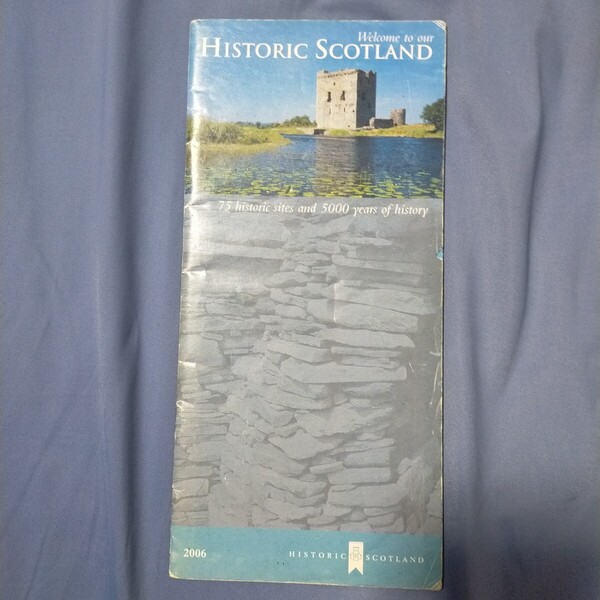 Welcome to our
HISTORIC SCOTLAND
75 historic sites and 5000 years of history
2006
HISTORIC SCOTLAND